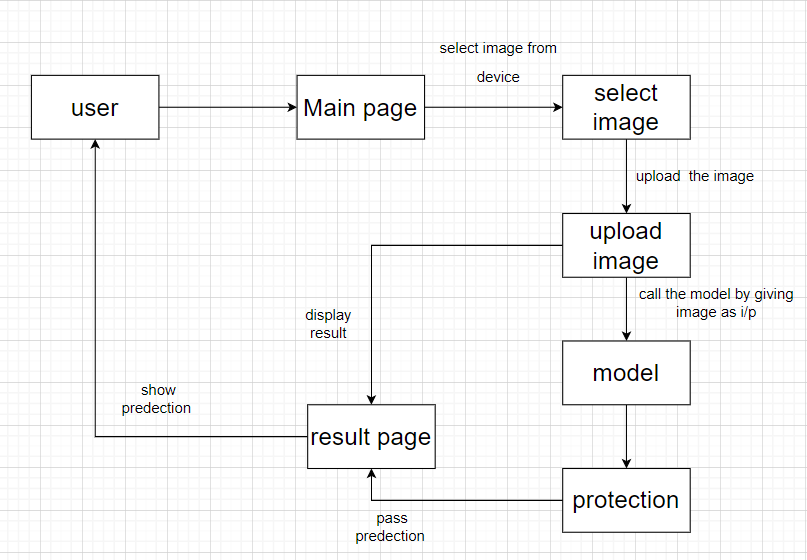 select image from
device
user
Main page
select
image
upload  the image
upload
image
call the model by giving
image as i/p
display
result
model
show
predection
result page
protection
pass
predection